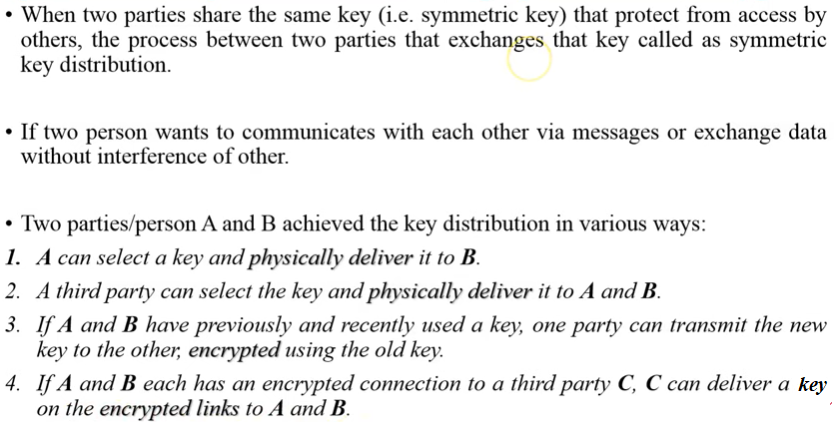 • When two parties share the same key (i.e. symmetric key) that protect from access by
others, the process between two parties that exchanges that key called as symmetric
key distribution.
• If two person wants to communicates with each other via messages or exchange data
without interference of other.
• Two parties/person A and B achieved the key distribution in various ways:
1. A can select a key and physically deliver it to B.
2. A third party can select the key and physically deliver it to A and B.
3. If A and B have previously and recently used a key, one party can transmit the new
key to the other, encrypted using the old key.
4. If A and B each has an encrypted connection to a third party C, C can deliver a key
on the encrypted links to A and B.